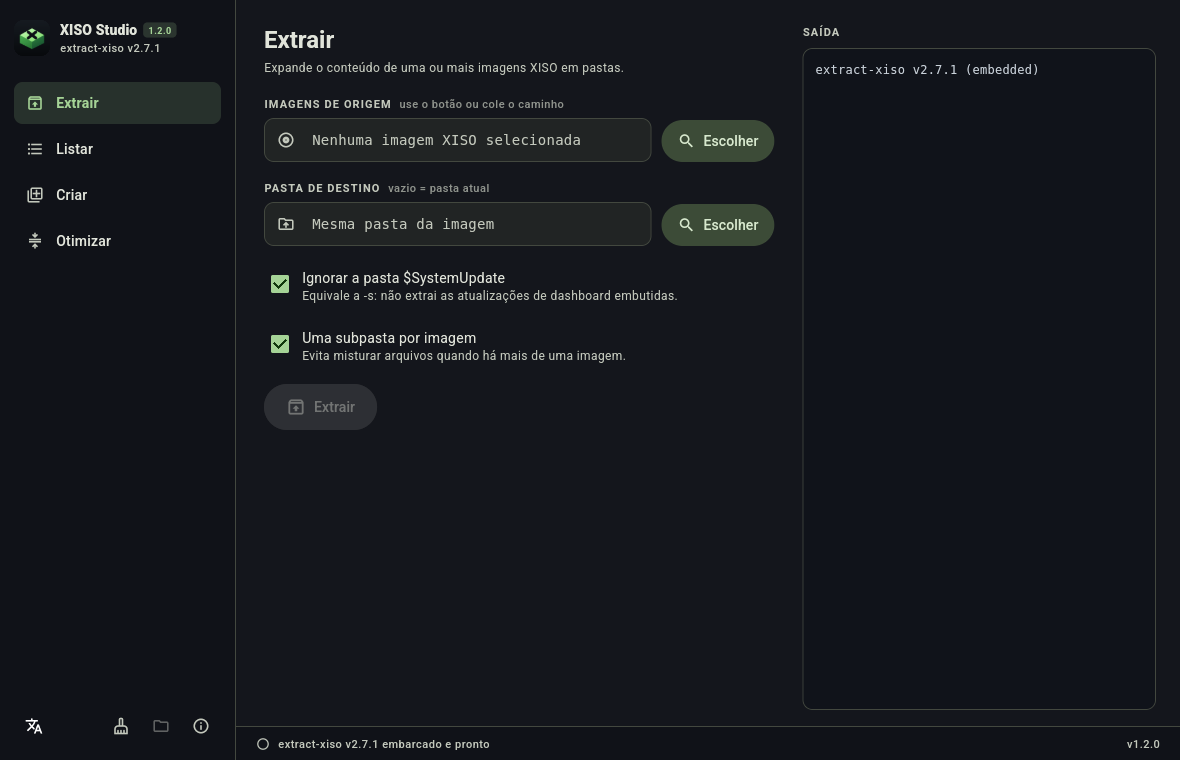 XISO Studio 1.2.0
extract-xiso v2.7.1
Extrair
Listar
Criar
Otimizar
Extrair
Expande o conteúdo de uma ou mais imagens XISO em pastas.
IMAGENS DE ORIGEM use o botão ou cole o caminho
Nenhuma imagem XISO selecionada
Escolher
PASTA DE DESTINO vazio = pasta atual
Mesma pasta da imagem
Escolher
Ignorar a pasta $SystemUpdate
Equivale a -s: não extrai as atualizações de dashboard embutidas.
Uma subpasta por imagem
Evita misturar arquivos quando há mais de uma imagem.
Extrair
SAÍDA
extract-xiso v2.7.1 (embedded)
extract-xiso v2.7.1 embarcado e pronto
v1.2.0